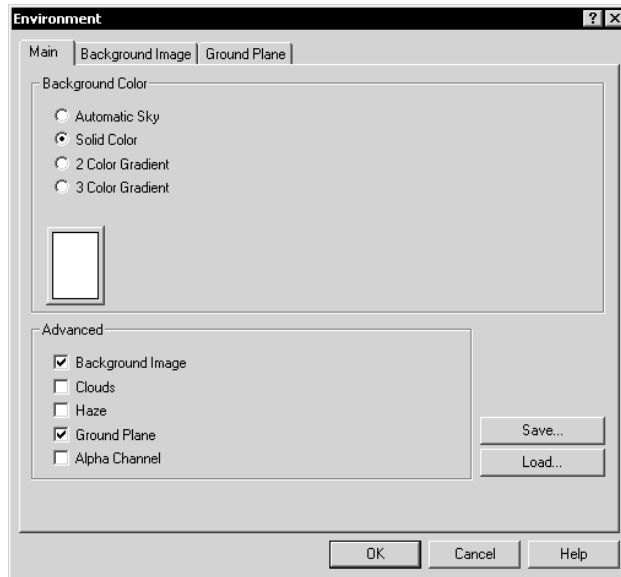 Environment
Main Background Image Ground Plane
Background Color
Automatic Sky
Solid Color
2 Color Gradient
3 Color Gradient
Advanced
Background Image
Clouds
Haze
Ground Plane
Alpha Channel
Save...
Load...
OK Cancel Help